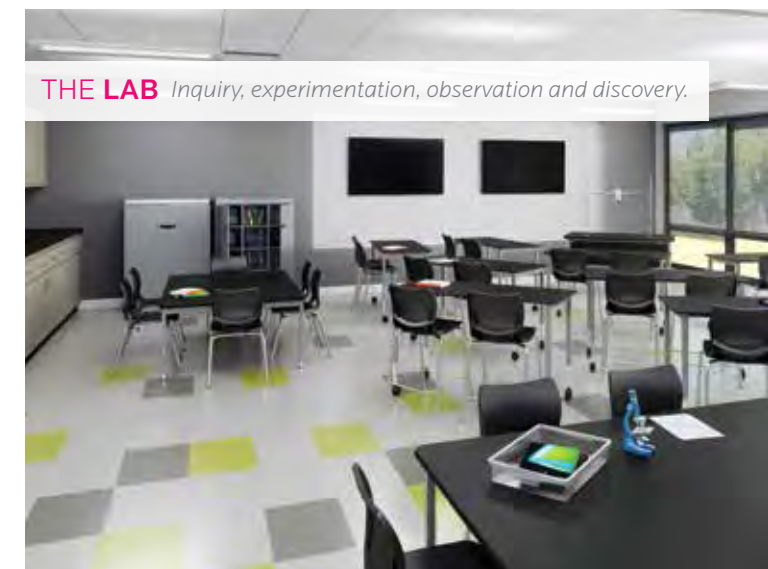 THE LAB Inquiry, experimentation, observation and discovery.